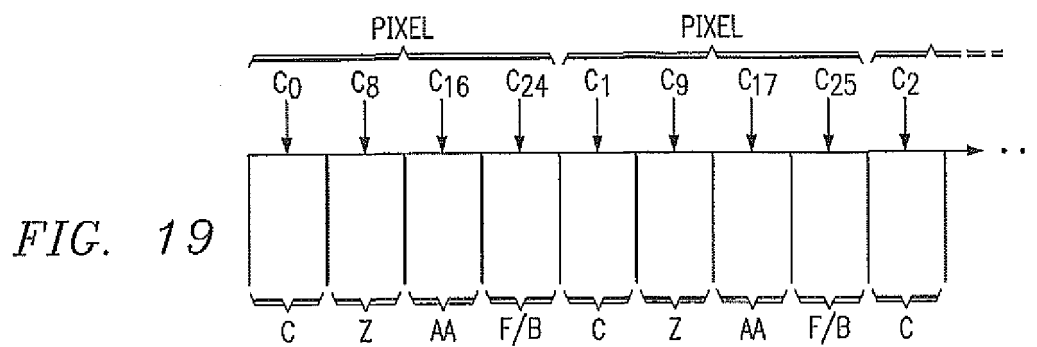 PIXEL PIXEL
C0 C8 C16 C24 C1 C9 C17 C25 C2
FIG. 19
C Z AA F/B C Z AA F/B C